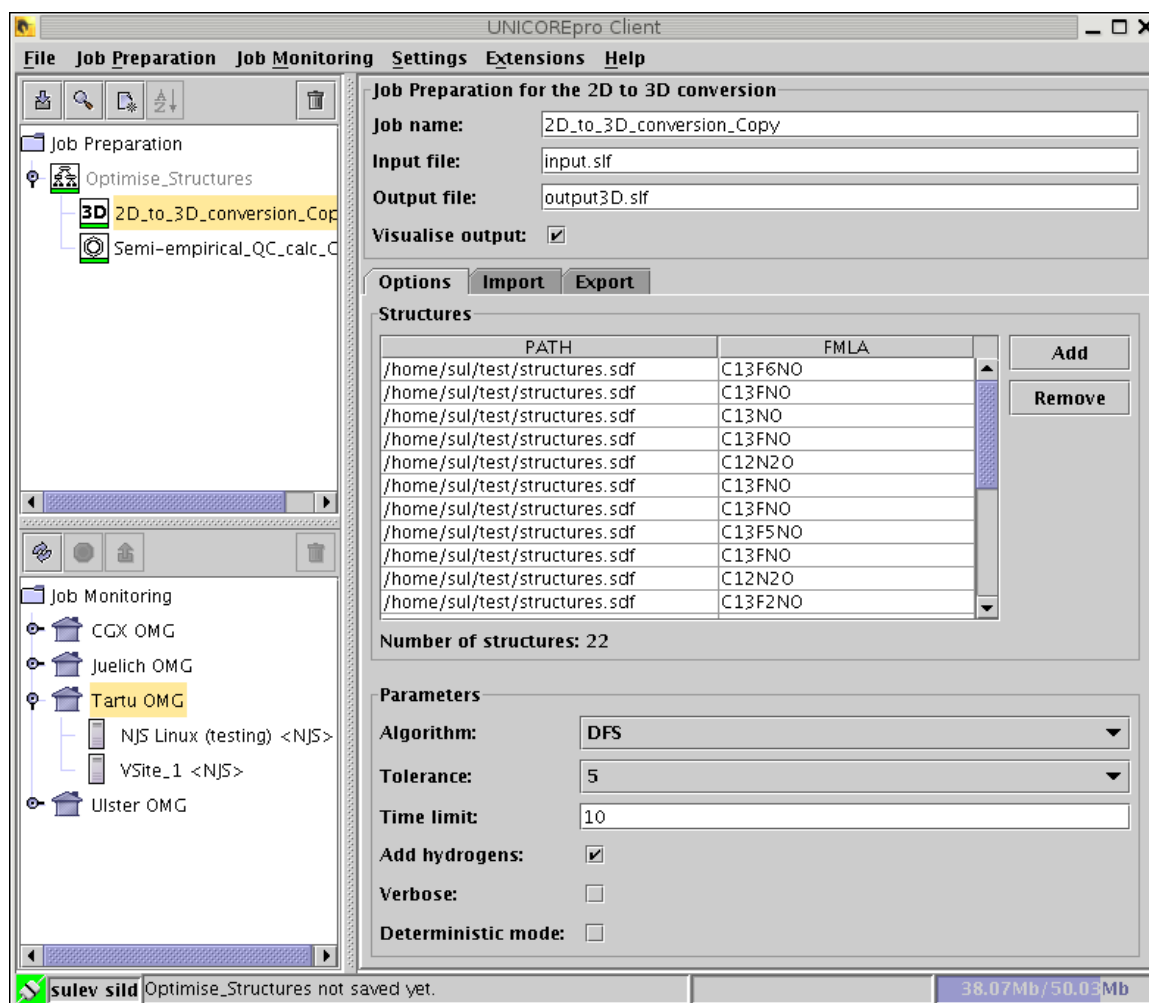 UNICOREpro Client
File Job Preparation Job Monitoring Settings Extensions Help
Job Preparation
Optimise_Structures
3D 2D_to_3D_conversion_Cop
Semi-empirical_QC_calc_C
Job Monitoring
CGX OMG
Juelich OMG
Tartu OMG
NJS Linux (testing) <NJS>
VSite_1 <NJS>
Ulster OMG
Job Preparation for the 2D to 3D conversion
Job name: 2D_to_3D_conversion_Copy
Input file: input.slf
Output file: output3D.slf
Visualise output:
Options Import Export
Structures
PATH FMLA
/home/sul/test/structures.sdf C13F6NO
/home/sul/test/structures.sdf C13FNO
/home/sul/test/structures.sdf C13NO
/home/sul/test/structures.sdf C13FNO
/home/sul/test/structures.sdf C12N2O
/home/sul/test/structures.sdf C13FNO
/home/sul/test/structures.sdf C13FNO
/home/sul/test/structures.sdf C13F5NO
/home/sul/test/structures.sdf C13FNO
/home/sul/test/structures.sdf C12N2O
/home/sul/test/structures.sdf C13F2NO
Add
Remove
Number of structures: 22
Parameters
Algorithm: DFS
Tolerance: 5
Time limit: 10
Add hydrogens:
Verbose:
Deterministic mode:
sulev sild Optimise_Structures not saved yet. 38.07Mb/50.03Mb